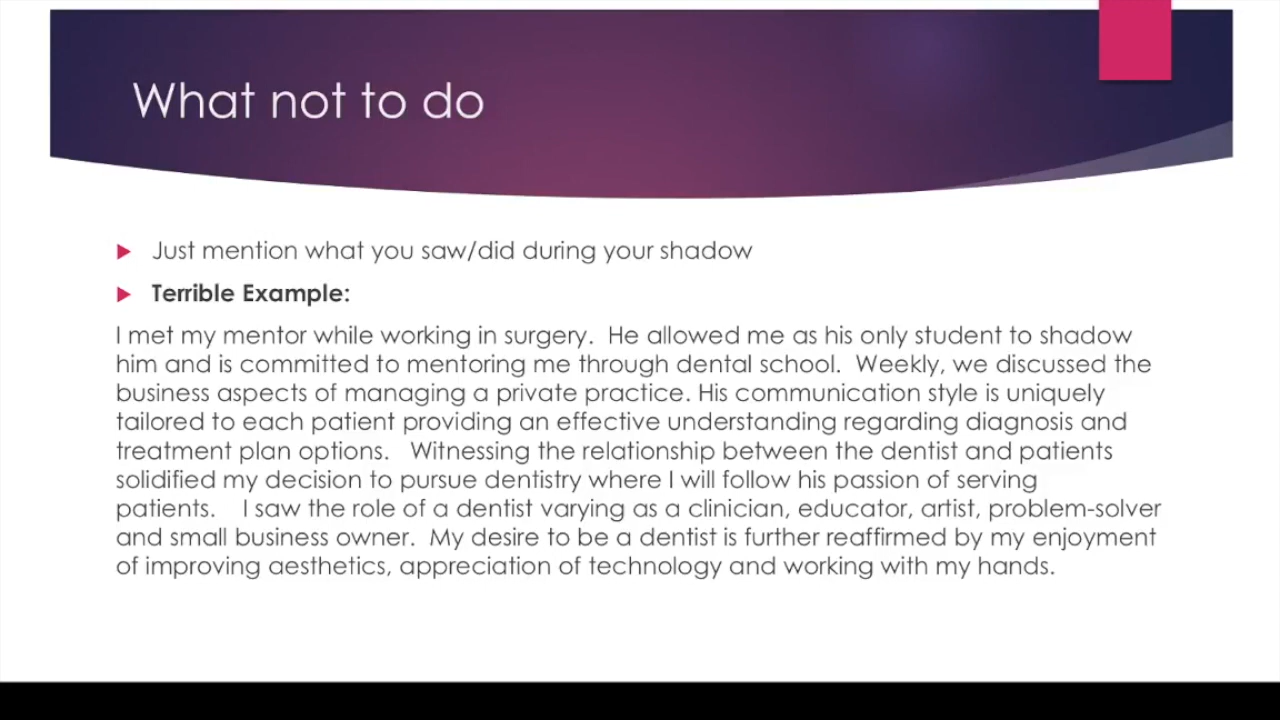 What not to do
Just mention what you saw/did during your shadow
Terrible Example:
I met my mentor while working in surgery.  He allowed me as his only student to shadow
him and is committed to mentoring me through dental school.  Weekly, we discussed the
business aspects of managing a private practice. His communication style is uniquely
tailored to each patient providing an effective understanding regarding diagnosis and
treatment plan options.   Witnessing the relationship between the dentist and patients
solidified my decision to pursue dentistry where I will follow his passion of serving
patients.    I saw the role of a dentist varying as a clinician, educator, artist, problem-solver
and small business owner.  My desire to be a dentist is further reaffirmed by my enjoyment
of improving aesthetics, appreciation of technology and working with my hands.